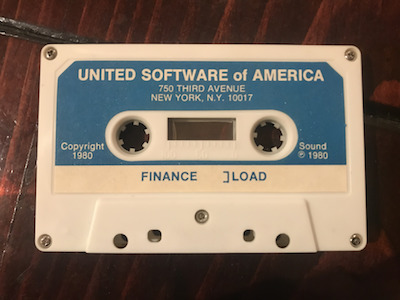 UNITED SOFTWARE of AMERICA
750 THIRD AVENUE
NEW YORK, N.Y. 10017
Copyright
1980
Sound
℗ 1980
FINANCE ]LOAD